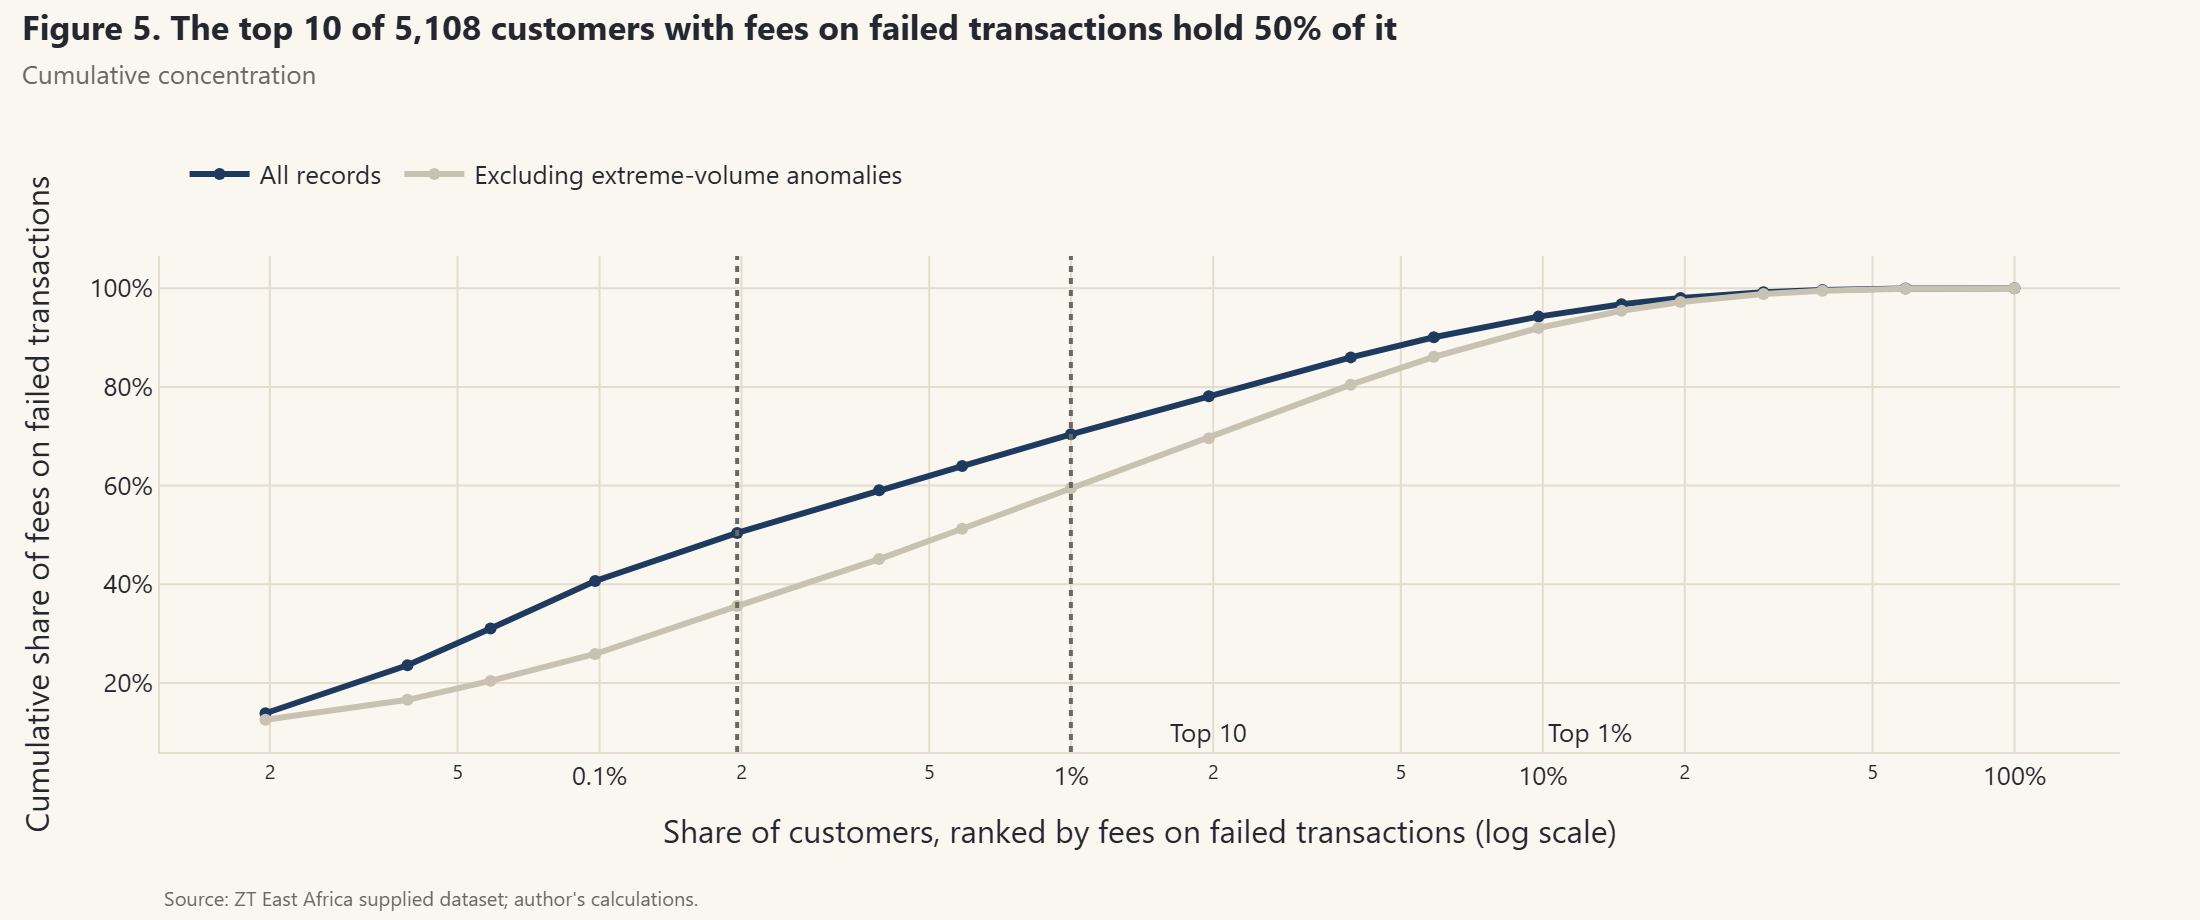 Figure 5. The top 10 of 5,108 customers with fees on failed transactions hold 50% of it
Cumulative concentration
All records
Excluding extreme-volume anomalies
Cumulative share of fees on failed transactions
100%
80%
60%
40%
20%
Top 10
Top 1%
2
5
0.1%
2
5
1%
2
5
10%
2
5
100%
Share of customers, ranked by fees on failed transactions (log scale)
Source: ZT East Africa supplied dataset; author's calculations.